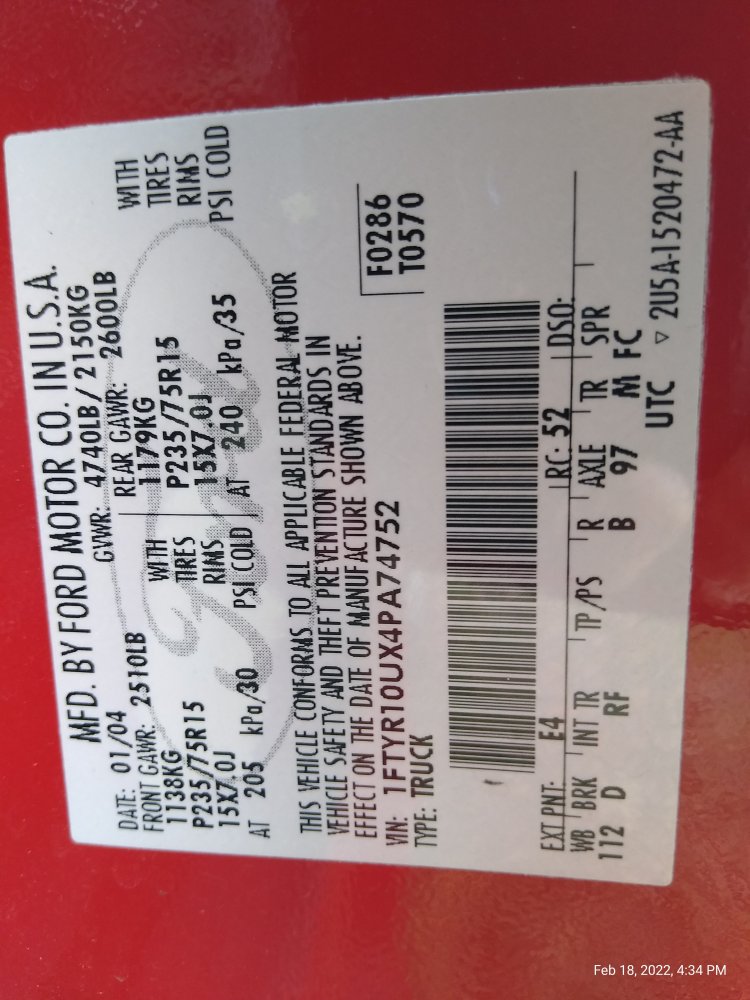 MFD. BY FORD MOTOR CO. IN U.S.A.
DATE: 01/04 GVWR: 4740LB / 2150KG
FRONT GAWR: 2510LB REAR GAWR: 2600LB
1138KG WITH 1179KG WITH
P235/75R15 TIRES P235/75R15 TIRES
15X7.0J RIMS 15X7.0J RIMS
AT 205 kPa/30 PSI COLD AT 240 kPa/35 PSI COLD
Ford
THIS VEHICLE CONFORMS TO ALL APPLICABLE FEDERAL MOTOR
VEHICLE SAFETY AND THEFT PREVENTION STANDARDS IN
EFFECT ON THE DATE OF MANUFACTURE SHOWN ABOVE.
VIN: 1FTYR10UX4PA74752
TYPE: TRUCK
F0286
T0570
EXT PNT: E4 RC: 52 DSO:
WB BRK INT TR TP/PS R AXLE TR SPR
112 D RF B 97 M FC
UTC ▽ 2U5A-1520472-AA
Feb 18, 2022, 4:34 PM